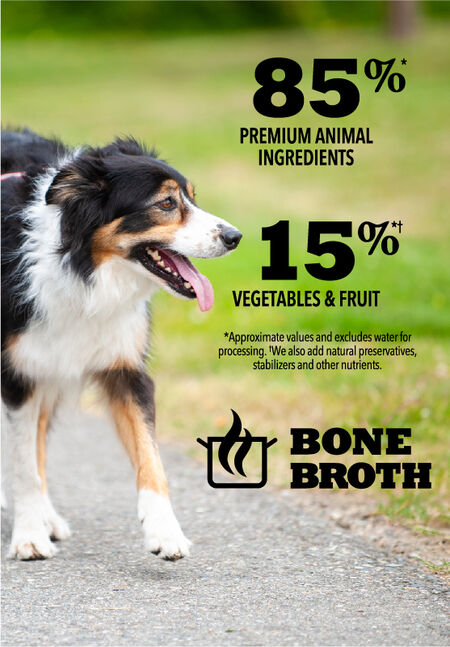 85%*
PREMIUM ANIMAL
INGREDIENTS
15%*†
VEGETABLES & FRUIT
*Approximate values and excludes water for
processing. †We also add natural preservatives,
stabilizers and other nutrients.
BONE
BROTH